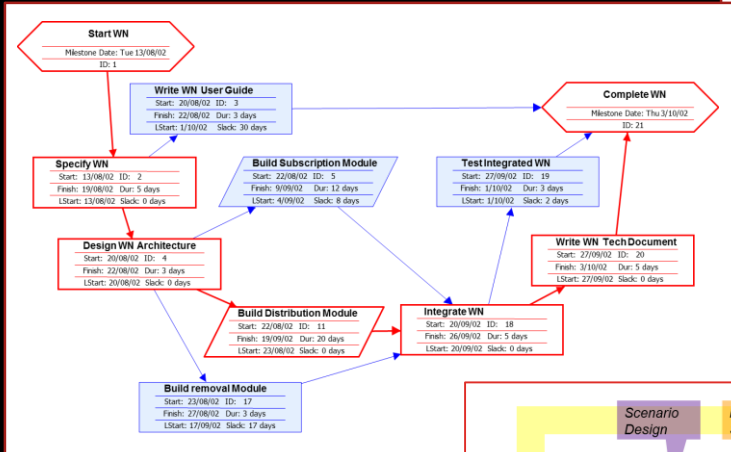 Start WN
Milestone Date: Tue 13/08/02
ID: 1
Write WN User Guide
Start: 20/08/02 ID: 3
Finish: 22/08/02 Dur: 3 days
LStart: 1/10/02 Slack: 30 days
Complete WN
Milestone Date: Thu 3/10/02
ID: 21
Specify WN
Start: 13/08/02 ID: 2
Finish: 19/08/02 Dur: 5 days
LStart: 13/08/02 Slack: 0 days
Build Subscription Module
Start: 22/08/02 ID: 5
Finish: 9/09/02 Dur: 12 days
LStart: 4/09/02 Slack: 8 days
Test Integrated WN
Start: 27/09/02 ID: 19
Finish: 1/10/02 Dur: 3 days
LStart: 1/10/02 Slack: 2 days
Design WN Architecture
Start: 20/08/02 ID: 4
Finish: 22/08/02 Dur: 3 days
LStart: 20/08/02 Slack: 0 days
Write WN Tech Document
Start: 27/09/02 ID: 20
Finish: 3/10/02 Dur: 5 days
LStart: 27/09/02 Slack: 0 days
Build Distribution Module
Start: 22/08/02 ID: 11
Finish: 19/09/02 Dur: 20 days
LStart: 23/08/02 Slack: 0 days
Integrate WN
Start: 20/09/02 ID: 18
Finish: 26/09/02 Dur: 5 days
LStart: 20/09/02 Slack: 0 days
Build removal Module
Start: 23/08/02 ID: 17
Finish: 27/08/02 Dur: 3 days
LStart: 17/09/02 Slack: 17 days
Scenario
Design